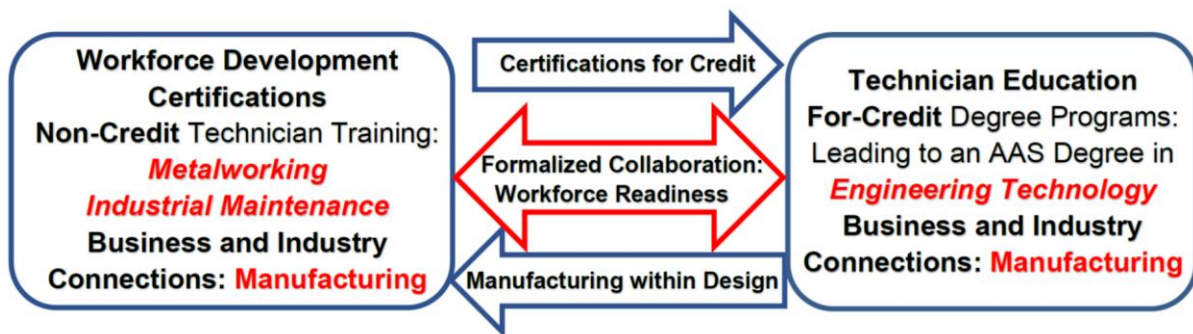 Workforce Development
Certifications
Non-Credit Technician Training:
Metalworking
Industrial Maintenance
Business and Industry
Connections: Manufacturing
Certifications for Credit
Formalized Collaboration:
Workforce Readiness
Manufacturing within Design
Technician Education
For-Credit Degree Programs:
Leading to an AAS Degree in
Engineering Technology
Business and Industry
Connections: Manufacturing